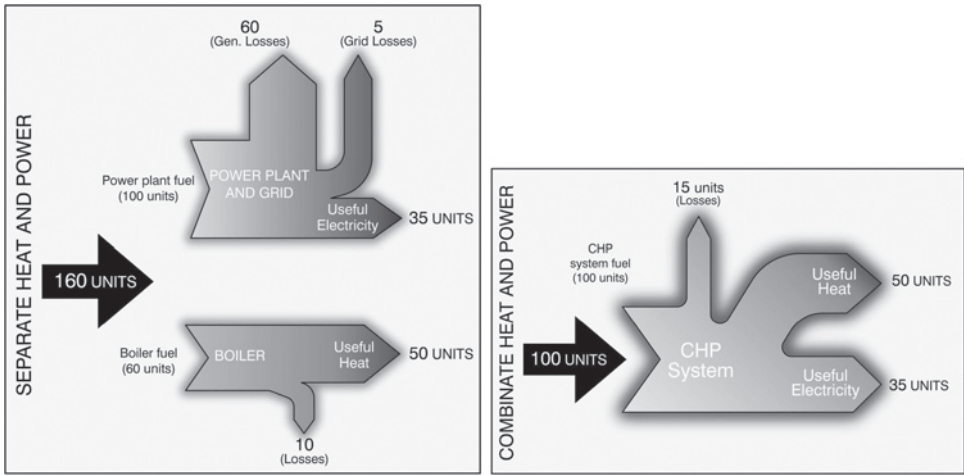 SEPARATE HEAT AND POWER
60
(Gen. Losses)
5
(Grid Losses)
Power plant fuel
(100 units)
POWER PLANT
AND GRID
Useful
Electricity
35 UNITS
160 UNITS
Boiler fuel
(60 units)
BOILER
Useful
Heat
50 UNITS
10
(Losses)
COMBINATE HEAT AND POWER
15 units
(Losses)
CHP
system fuel
(100 units)
Useful
Heat
50 UNITS
100 UNITS
CHP
System
Useful
Electricity
35 UNITS